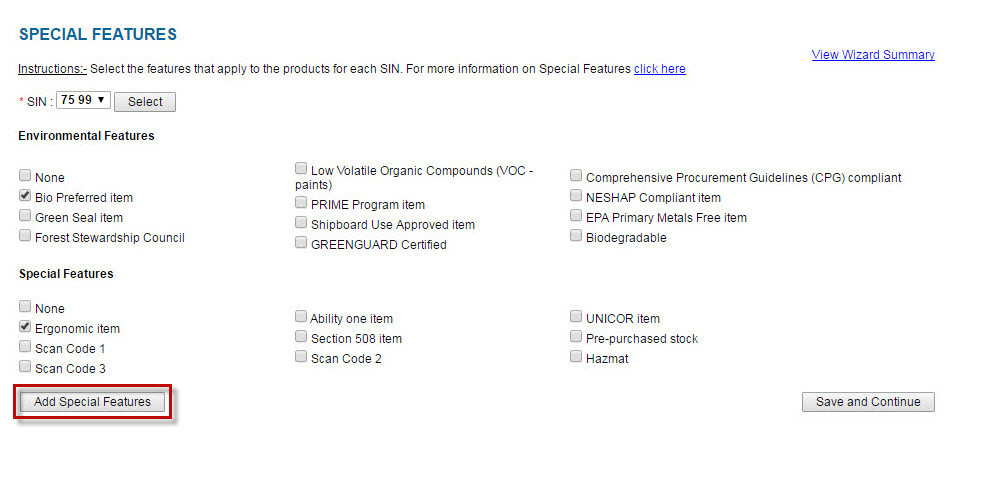 SPECIAL FEATURES
View Wizard Summary
Instructions:- Select the features that apply to the products for each SIN. For more information on Special Features click here
* SIN : 75 99 Select
Environmental Features
None
Bio Preferred item
Green Seal item
Forest Stewardship Council
Low Volatile Organic Compounds (VOC -
paints)
PRIME Program item
Shipboard Use Approved item
GREENGUARD Certified
Comprehensive Procurement Guidelines (CPG) compliant
NESHAP Compliant item
EPA Primary Metals Free item
Biodegradable
Special Features
None
Ergonomic item
Scan Code 1
Scan Code 3
Ability one item
Section 508 item
Scan Code 2
UNICOR item
Pre-purchased stock
Hazmat
Add Special Features
Save and Continue